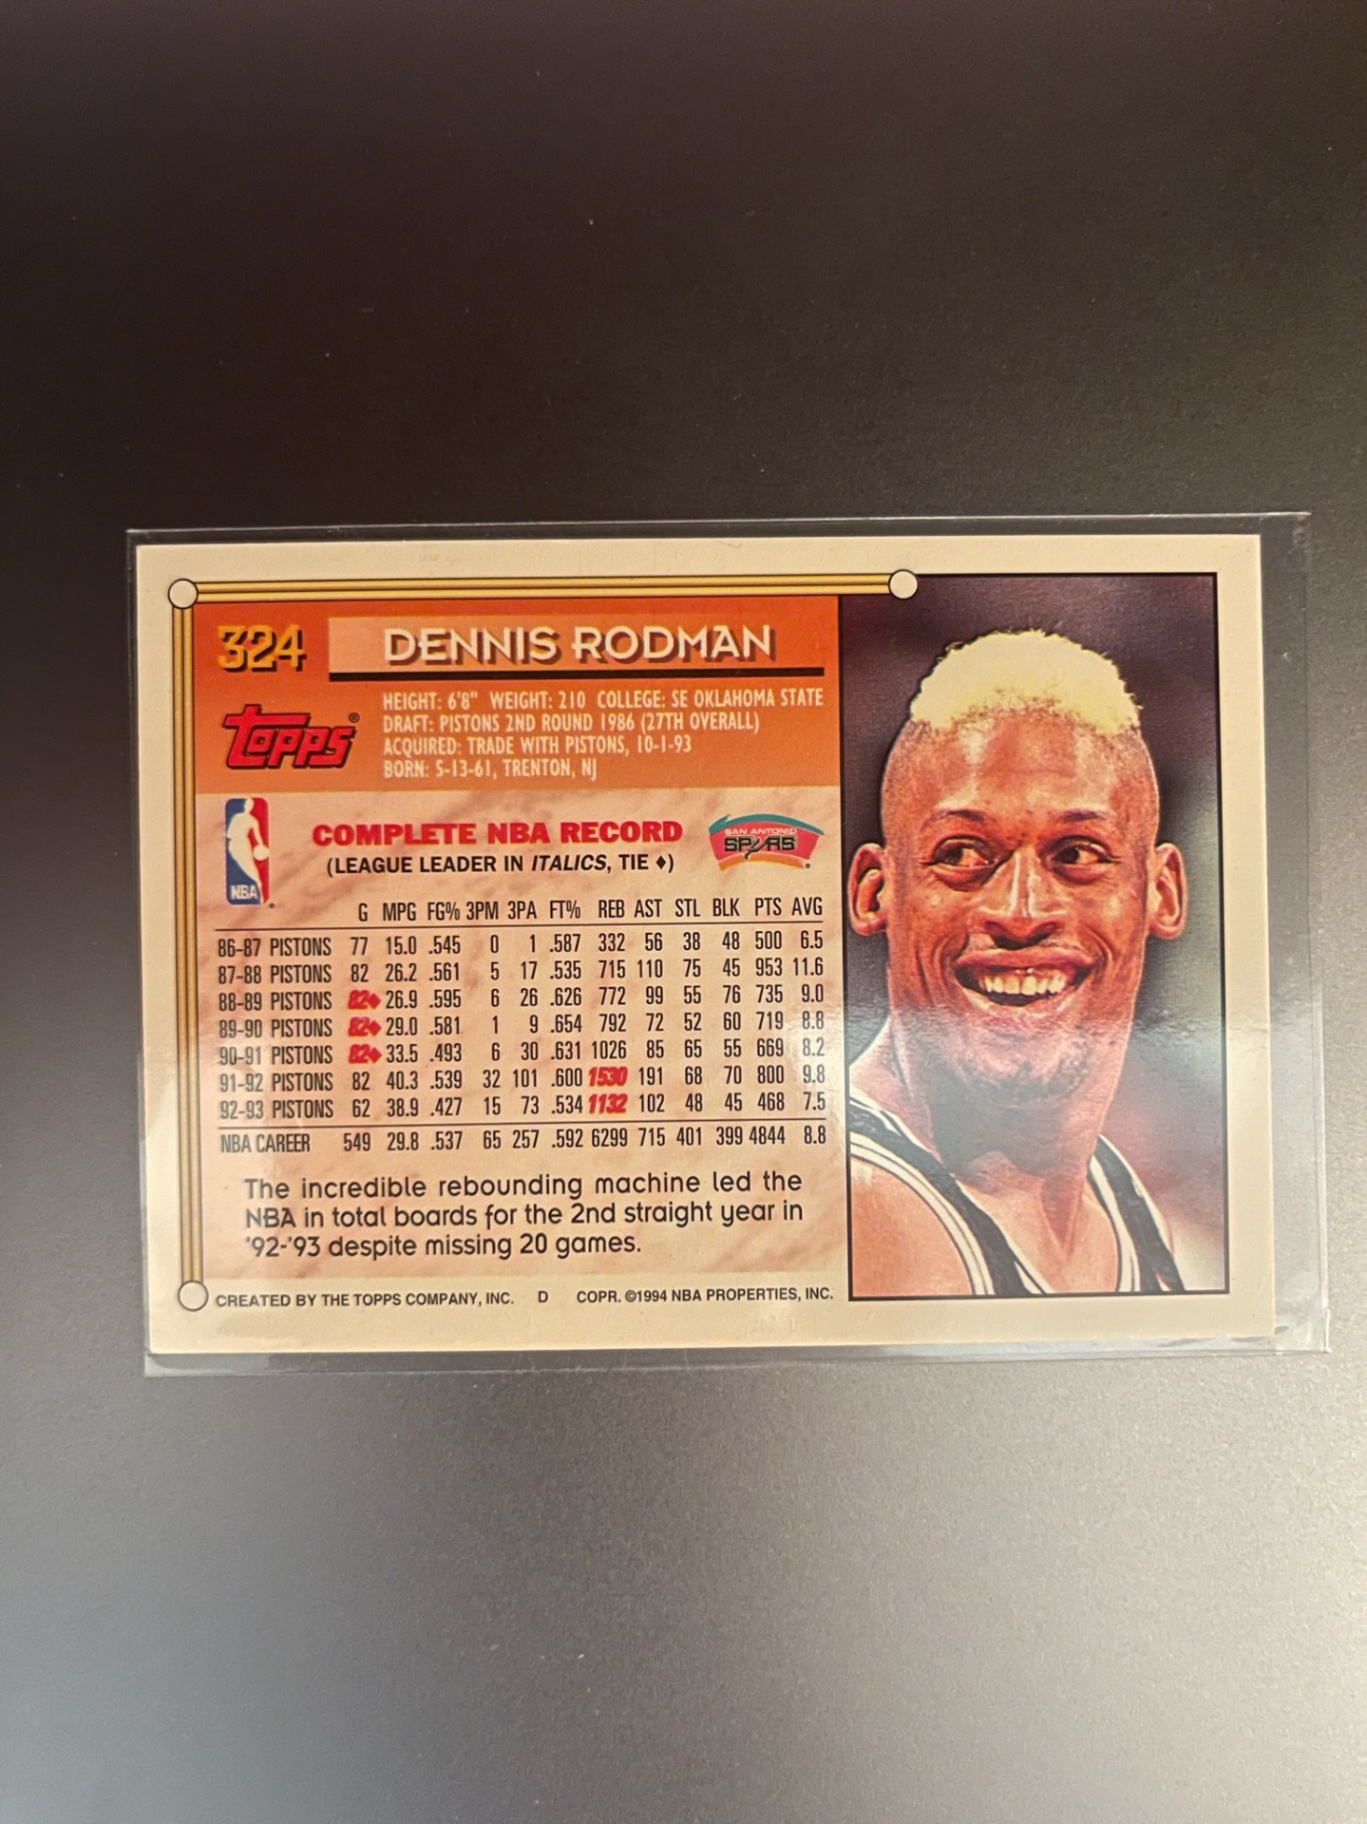 324 DENNIS RODMAN
Topps®
HEIGHT: 6'8" WEIGHT: 210 COLLEGE: SE OKLAHOMA STATE
DRAFT: PISTONS 2ND ROUND 1986 (27TH OVERALL)
ACQUIRED: TRADE WITH PISTONS, 10-1-93
BORN: 5-13-61, TRENTON, NJ
NBA
COMPLETE NBA RECORD
(LEAGUE LEADER IN ITALICS, TIE ♦)
SAN ANTONIO
SPURS
G MPG FG% 3PM 3PA FT% REB AST STL BLK PTS AVG
86-87 PISTONS 77 15.0 .545 0 1 .587 332 56 38 48 500 6.5
87-88 PISTONS 82 26.2 .561 5 17 .535 715 110 75 45 953 11.6
88-89 PISTONS 82♦ 26.9 .595 6 26 .626 772 99 55 76 735 9.0
89-90 PISTONS 82♦ 29.0 .581 1 9 .654 792 72 52 60 719 8.8
90-91 PISTONS 82♦ 33.5 .493 6 30 .631 1026 85 65 55 669 8.2
91-92 PISTONS 82 40.3 .539 32 101 .600 1530 191 68 70 800 9.8
92-93 PISTONS 62 38.9 .427 15 73 .534 1132 102 48 45 468 7.5
NBA CAREER 549 29.8 .537 65 257 .592 6299 715 401 399 4844 8.8
The incredible rebounding machine led the
NBA in total boards for the 2nd straight year in
'92-'93 despite missing 20 games.
CREATED BY THE TOPPS COMPANY, INC. D COPR. ©1994 NBA PROPERTIES, INC.